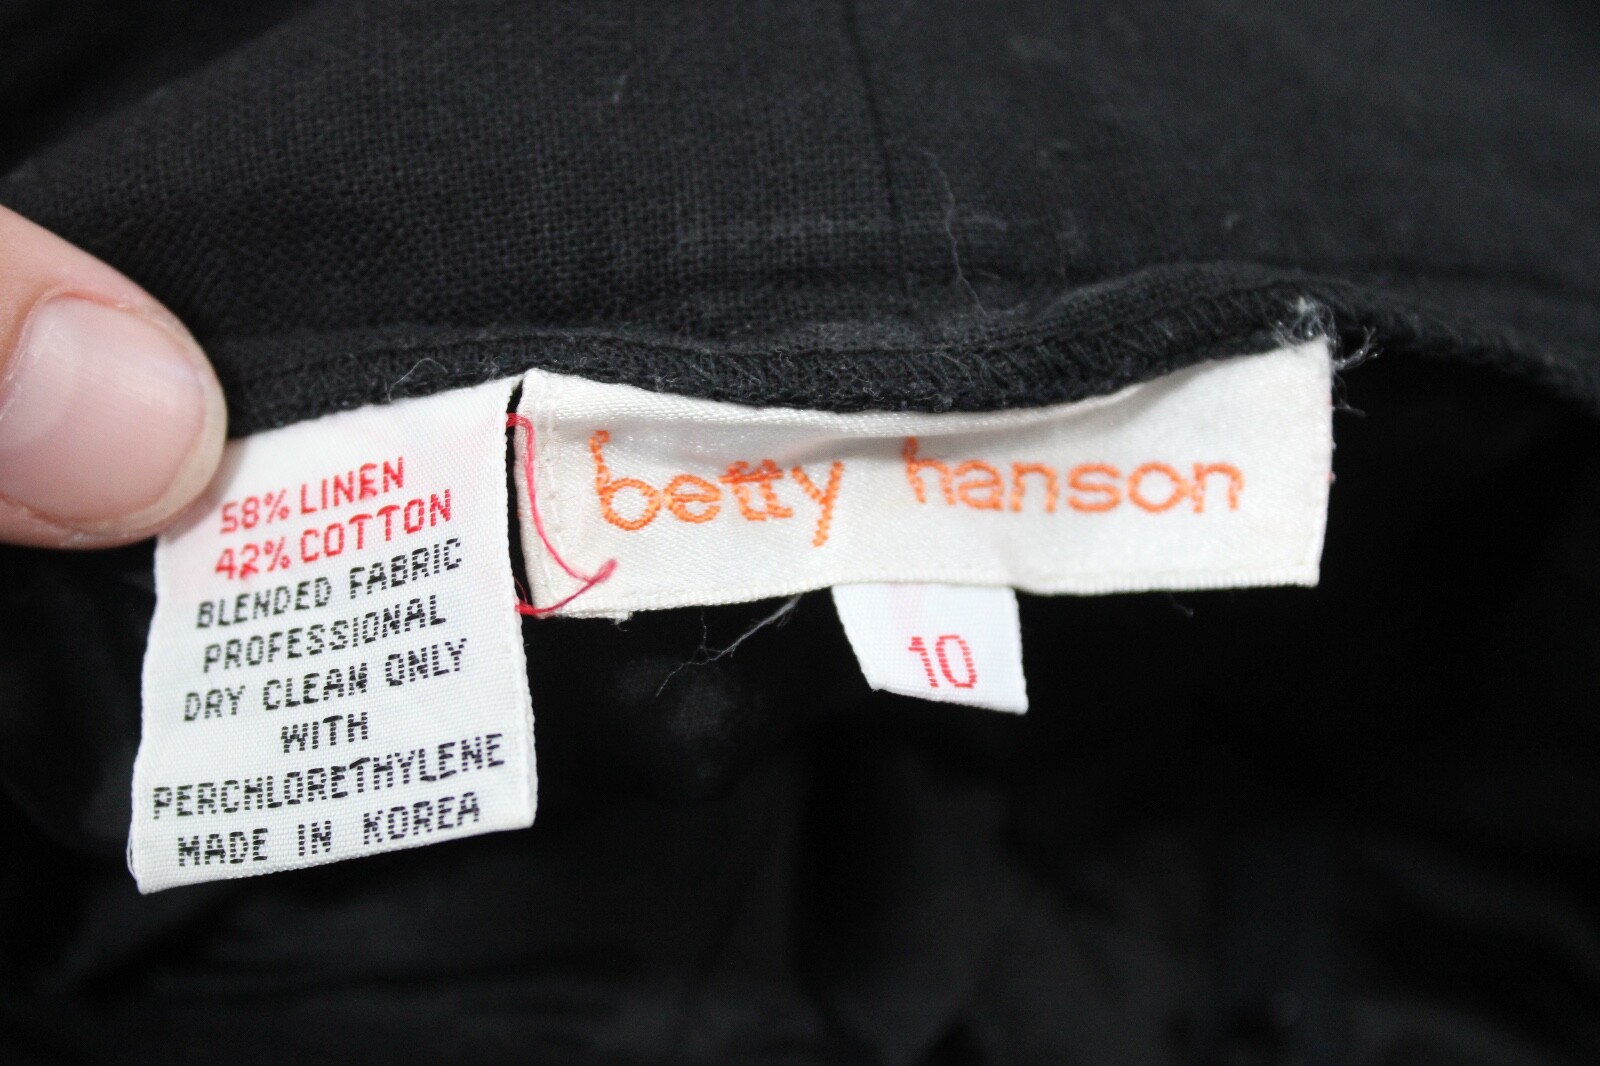 58% LINEN
42% COTTON
BLENDED FABRIC
PROFESSIONAL
DRY CLEAN ONLY
WITH
PERCHLORETHYLENE
MADE IN KOREA
betty hanson
10